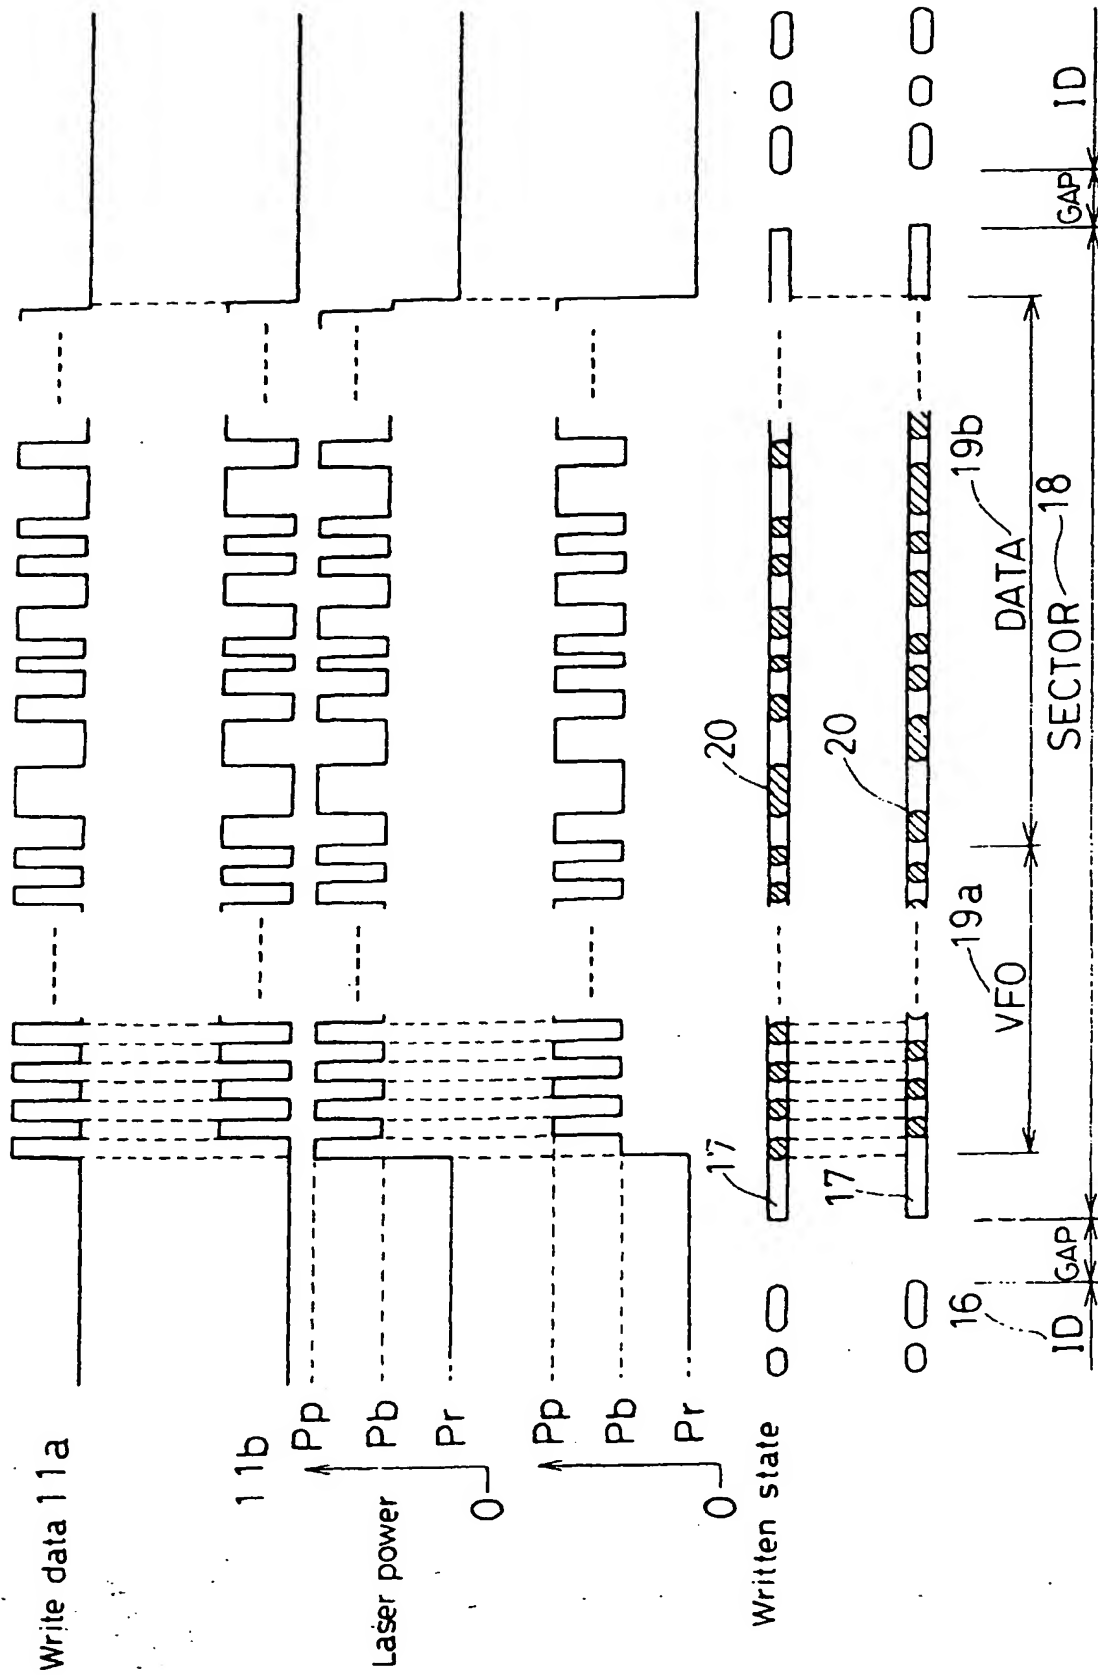 Write data 11a
11b
Laser power
Pp
Pb
Pr
0
Pp
Pb
Pr
0
Written state
17
20
17
20
16
ID
GAP
19a
VFO
DATA
19b
SECTOR
18
GAP
ID